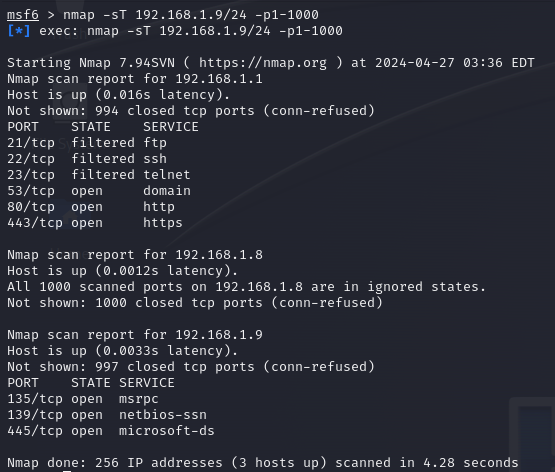 msf6 > nmap -sT 192.168.1.9/24 -p1-1000
[*] exec: nmap -sT 192.168.1.9/24 -p1-1000

Starting Nmap 7.94SVN ( https://nmap.org ) at 2024-04-27 03:36 EDT
Nmap scan report for 192.168.1.1
Host is up (0.016s latency).
Not shown: 994 closed tcp ports (conn-refused)
PORT    STATE    SERVICE
21/tcp  filtered ftp
22/tcp  filtered ssh
23/tcp  filtered telnet
53/tcp  open     domain
80/tcp  open     http
443/tcp open     https

Nmap scan report for 192.168.1.8
Host is up (0.0012s latency).
All 1000 scanned ports on 192.168.1.8 are in ignored states.
Not shown: 1000 closed tcp ports (conn-refused)

Nmap scan report for 192.168.1.9
Host is up (0.0033s latency).
Not shown: 997 closed tcp ports (conn-refused)
PORT    STATE SERVICE
135/tcp open  msrpc
139/tcp open  netbios-ssn
445/tcp open  microsoft-ds

Nmap done: 256 IP addresses (3 hosts up) scanned in 4.28 seconds